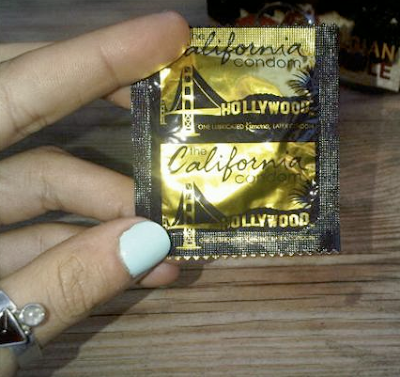 The
California
condom
HOLLYWOOD
ONE LUBRICATED LATEX CONDOM
The
California
condom
HOLLYWOOD